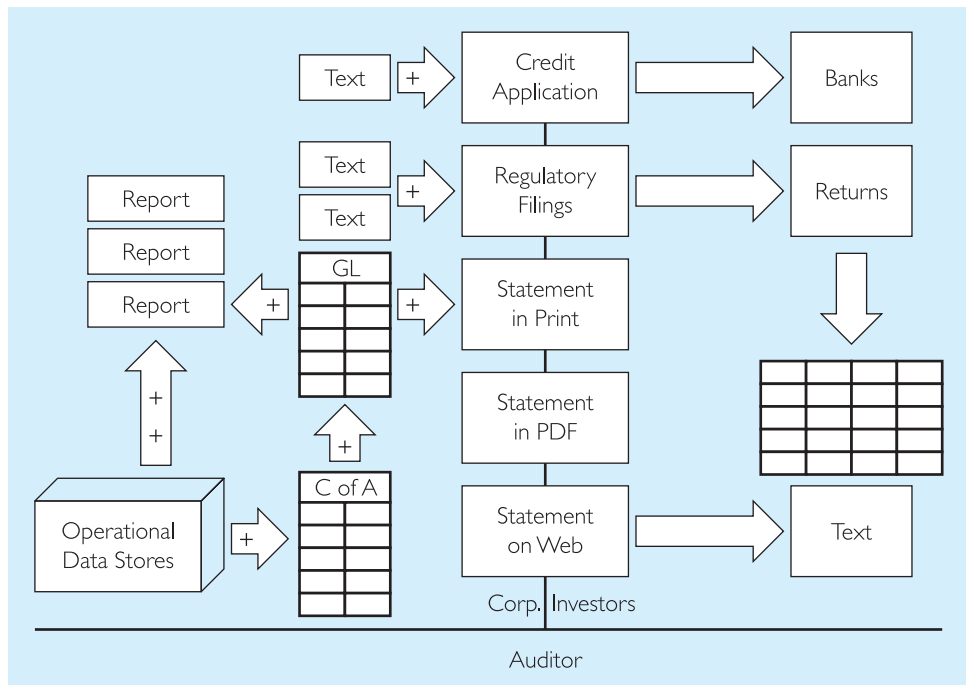 Text
+
Credit
Application
Banks
Text
Text
+
Regulatory
Filings
Returns
Report
Report
Report
+
GL
+
Statement
in Print
+
+
Statement
in PDF
+
Operational
Data Stores
+
C of A
Statement
on Web
Text
Corp. Investors
Auditor